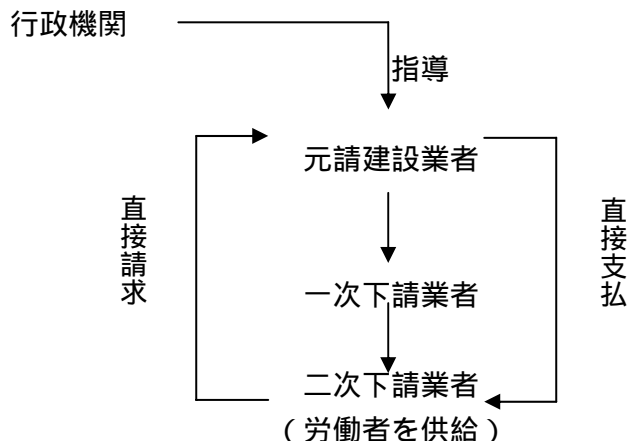 行政機関
指導
元請建設業者
直接請求
直接支払
一次下請業者
二次下請業者
（労働者を供給）